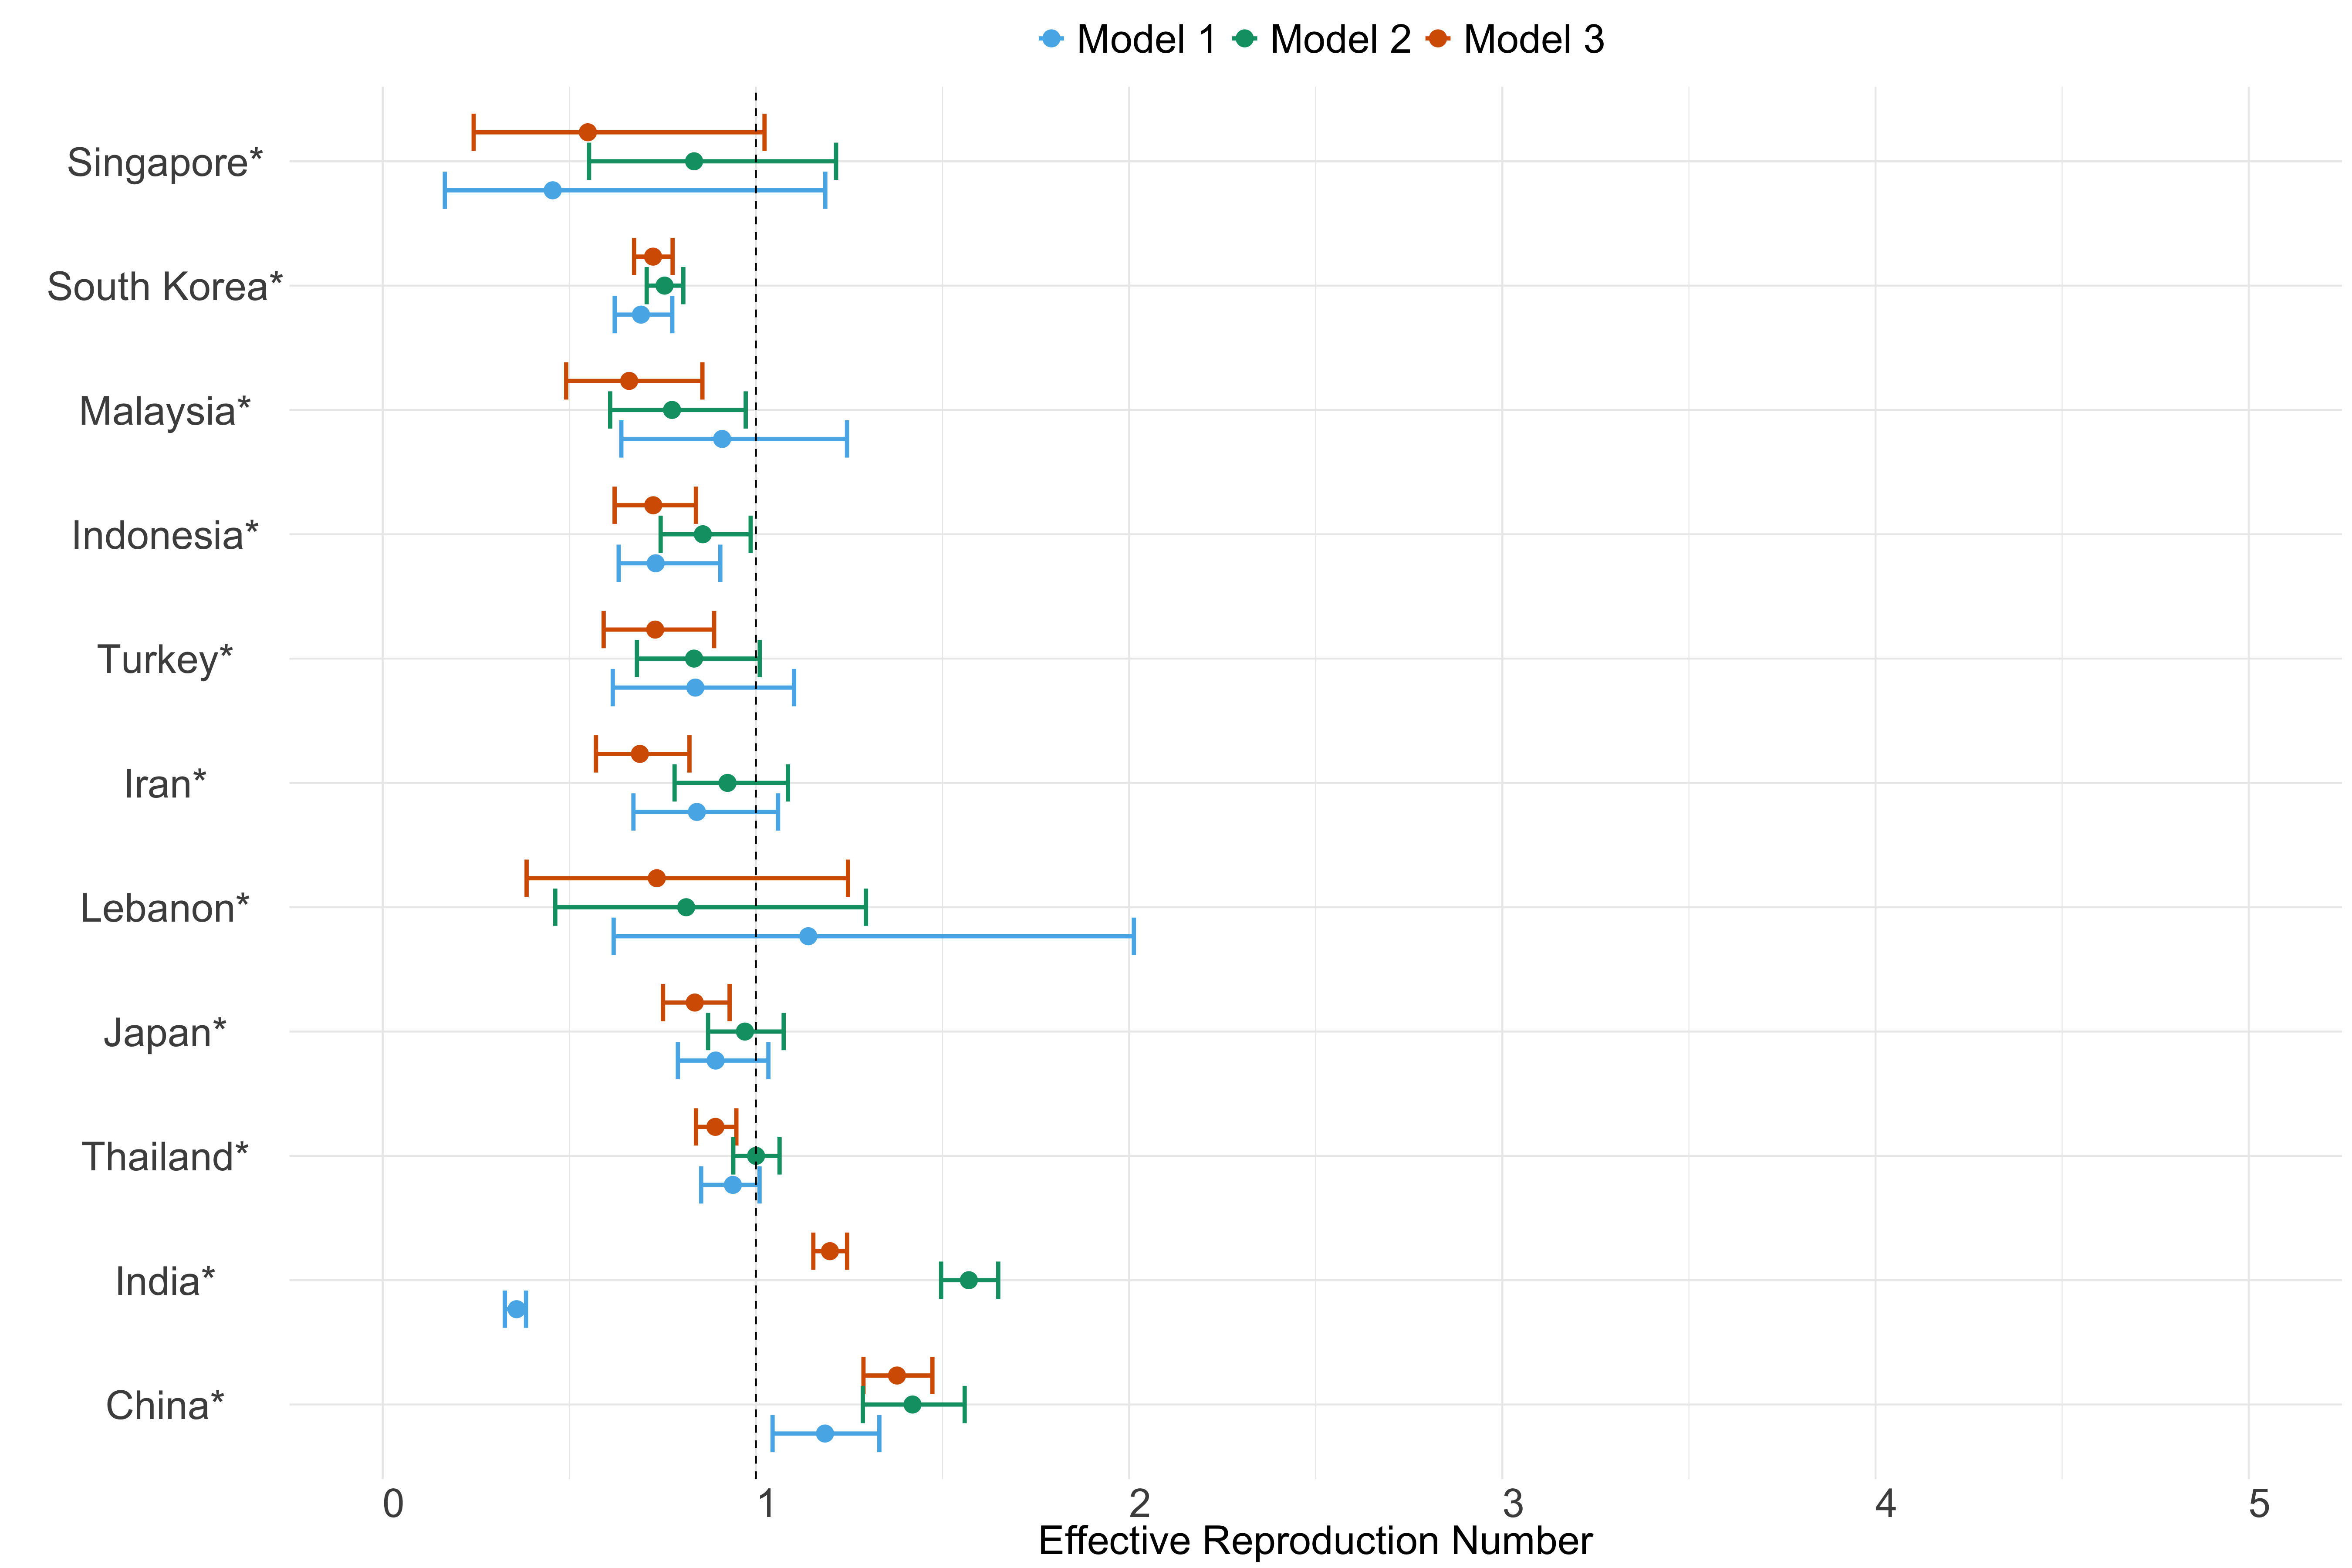 Model 1 Model 2 Model 3
Singapore*
South Korea*
Malaysia*
Indonesia*
Turkey*
Iran*
Lebanon*
Japan*
Thailand*
India*
China*
0 1 2 3 4 5
Effective Reproduction Number